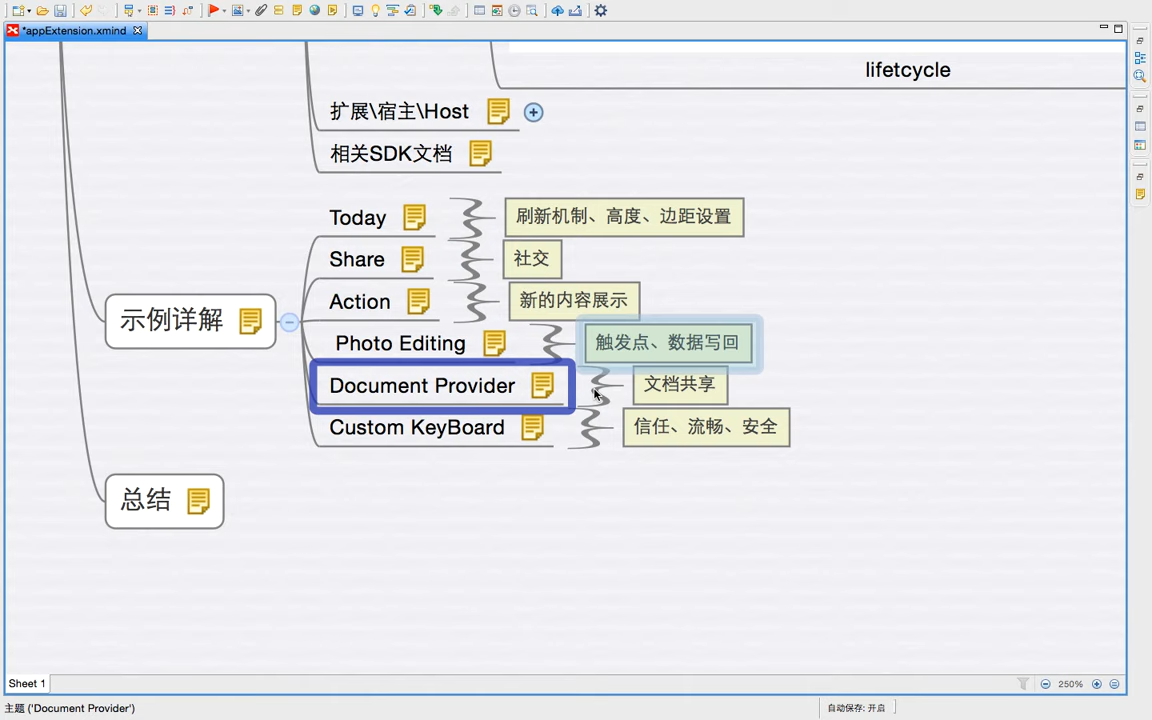 *appExtension.xmind
lifetcycle
扩展\宿主\Host
相关SDK文档
Today
刷新机制、高度、边距设置
Share
社交
Action
新的内容展示
示例详解
Photo Editing
触发点、数据写回
Document Provider
文档共享
Custom KeyBoard
信任、流畅、安全
总结
Sheet 1
250%
主题 ('Document Provider')
自动保存: 开启